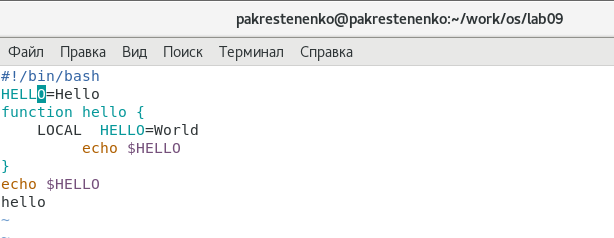 pakrestenenko@pakrestenenko:~/work/os/lab09
Файл Правка Вид Поиск Терминал Справка
#!/bin/bash
HELLO=Hello
function hello {
    LOCAL  HELLO=World
         echo $HELLO
}
echo $HELLO
hello
~
~